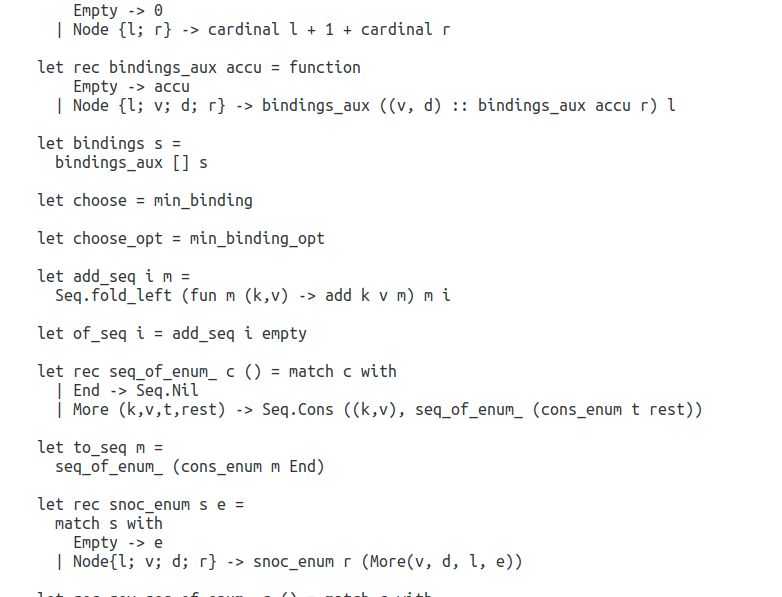 Empty -> 0
| Node {l; r} -> cardinal l + 1 + cardinal r
let rec bindings_aux accu = function
Empty -> accu
| Node {l; v; d; r} -> bindings_aux ((v, d) :: bindings_aux accu r) l
let bindings s =
bindings_aux [] s
let choose = min_binding
let choose_opt = min_binding_opt
let add_seq i m =
Seq.fold_left (fun m (k,v) -> add k v m) m i
let of_seq i = add_seq i empty
let rec seq_of_enum_ c () = match c with
| End -> Seq.Nil
| More (k,v,t,rest) -> Seq.Cons ((k,v), seq_of_enum_ (cons_enum t rest))
let to_seq m =
seq_of_enum_ (cons_enum m End)
let rec snoc_enum s e =
match s with
Empty -> e
| Node{l; v; d; r} -> snoc_enum r (More(v, d, l, e))